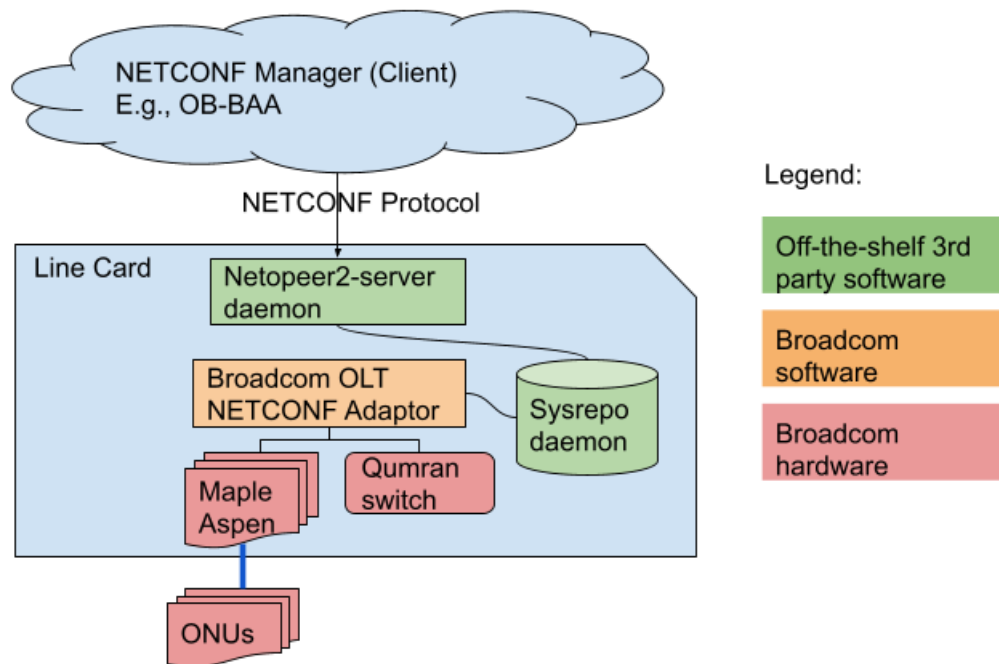 NETCONF Manager (Client)
E.g., OB-BAA
NETCONF Protocol
Line Card
Netopeer2-server
daemon
Broadcom OLT
NETCONF Adaptor
Sysrepo
daemon
Maple
Aspen
Qumran
switch
ONUs
Legend:
Off-the-shelf 3rd
party software
Broadcom
software
Broadcom
hardware